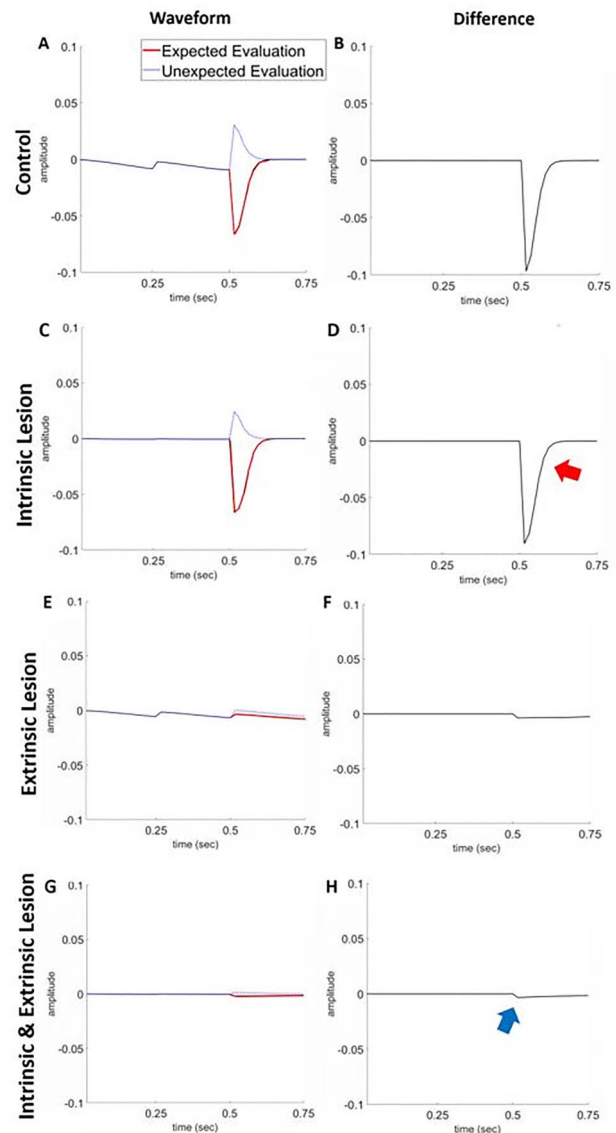 Waveform
Difference
A
B
Expected Evaluation
Unexpected Evaluation
Control
amplitude
0.1
0.05
0
-0.05
-0.1
0.25
0.5
0.75
time (sec)
amplitude
0.1
0.05
0
-0.05
-0.1
0.25
0.5
0.75
time (sec)
C
D
Intrinsic Lesion
amplitude
0.1
0.05
0
-0.05
-0.1
0.25
0.5
0.75
time (sec)
amplitude
0.1
0.05
0
-0.05
-0.1
0.25
0.5
0.75
time (sec)
E
F
Extrinsic Lesion
amplitude
0.1
0.05
0
-0.05
-0.1
0.25
0.5
0.75
time (sec)
amplitude
0.1
0.05
0
-0.05
-0.1
0.25
0.5
0.75
time (sec)
G
H
Intrinsic & Extrinsic Lesion
amplitude
0.1
0.05
0
-0.05
-0.1
0.25
0.5
0.75
time (sec)
amplitude
0.1
0.05
0
-0.05
-0.1
0.25
0.5
0.75
time (sec)